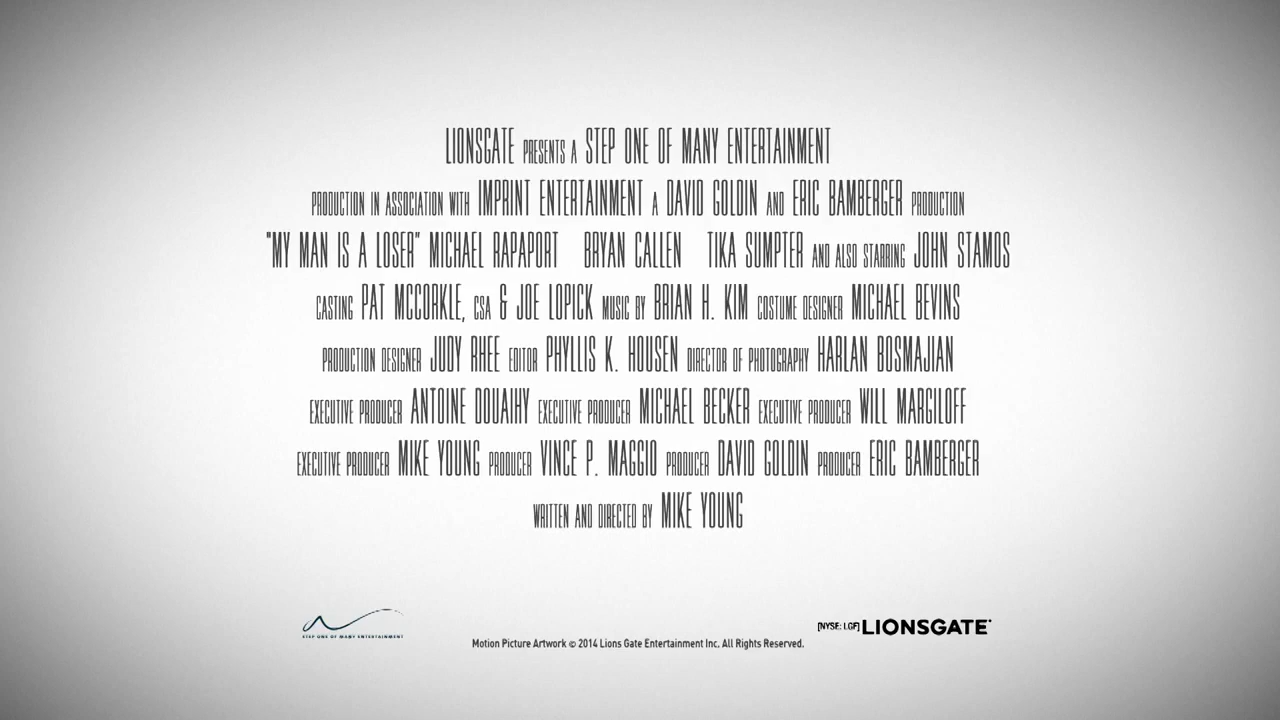 LIONSGATE PRESENTS A STEP ONE OF MANY ENTERTAINMENT
PRODUCTION IN ASSOCIATION WITH IMPRINT ENTERTAINMENT A DAVID GOLDIN AND ERIC BAMBERGER PRODUCTION
"MY MAN IS A LOSER" MICHAEL RAPAPORT BRYAN CALLEN TIKA SUMPTER AND ALSO STARRING JOHN STAMOS
CASTING PAT MCCORKLE, CSA & JOE LOPICK MUSIC BY BRIAN H. KIM COSTUME DESIGNER MICHAEL BEVINS
PRODUCTION DESIGNER JUDY RHEE EDITOR PHYLLIS K. HOUSEN DIRECTOR OF PHOTOGRAPHY HARLAN BOSMAJIAN
EXECUTIVE PRODUCER ANTOINE DOUAIHY EXECUTIVE PRODUCER MICHAEL BECKER EXECUTIVE PRODUCER WILL MARGILOFF
EXECUTIVE PRODUCER MIKE YOUNG PRODUCER VINCE P. MAGGIO PRODUCER DAVID GOLDIN PRODUCER ERIC BAMBERGER
WRITTEN AND DIRECTED BY MIKE YOUNG
STEP ONE OF MANY ENTERTAINMENT
[NYSE: LGF] LIONSGATE
Motion Picture Artwork © 2014 Lions Gate Entertainment Inc. All Rights Reserved.